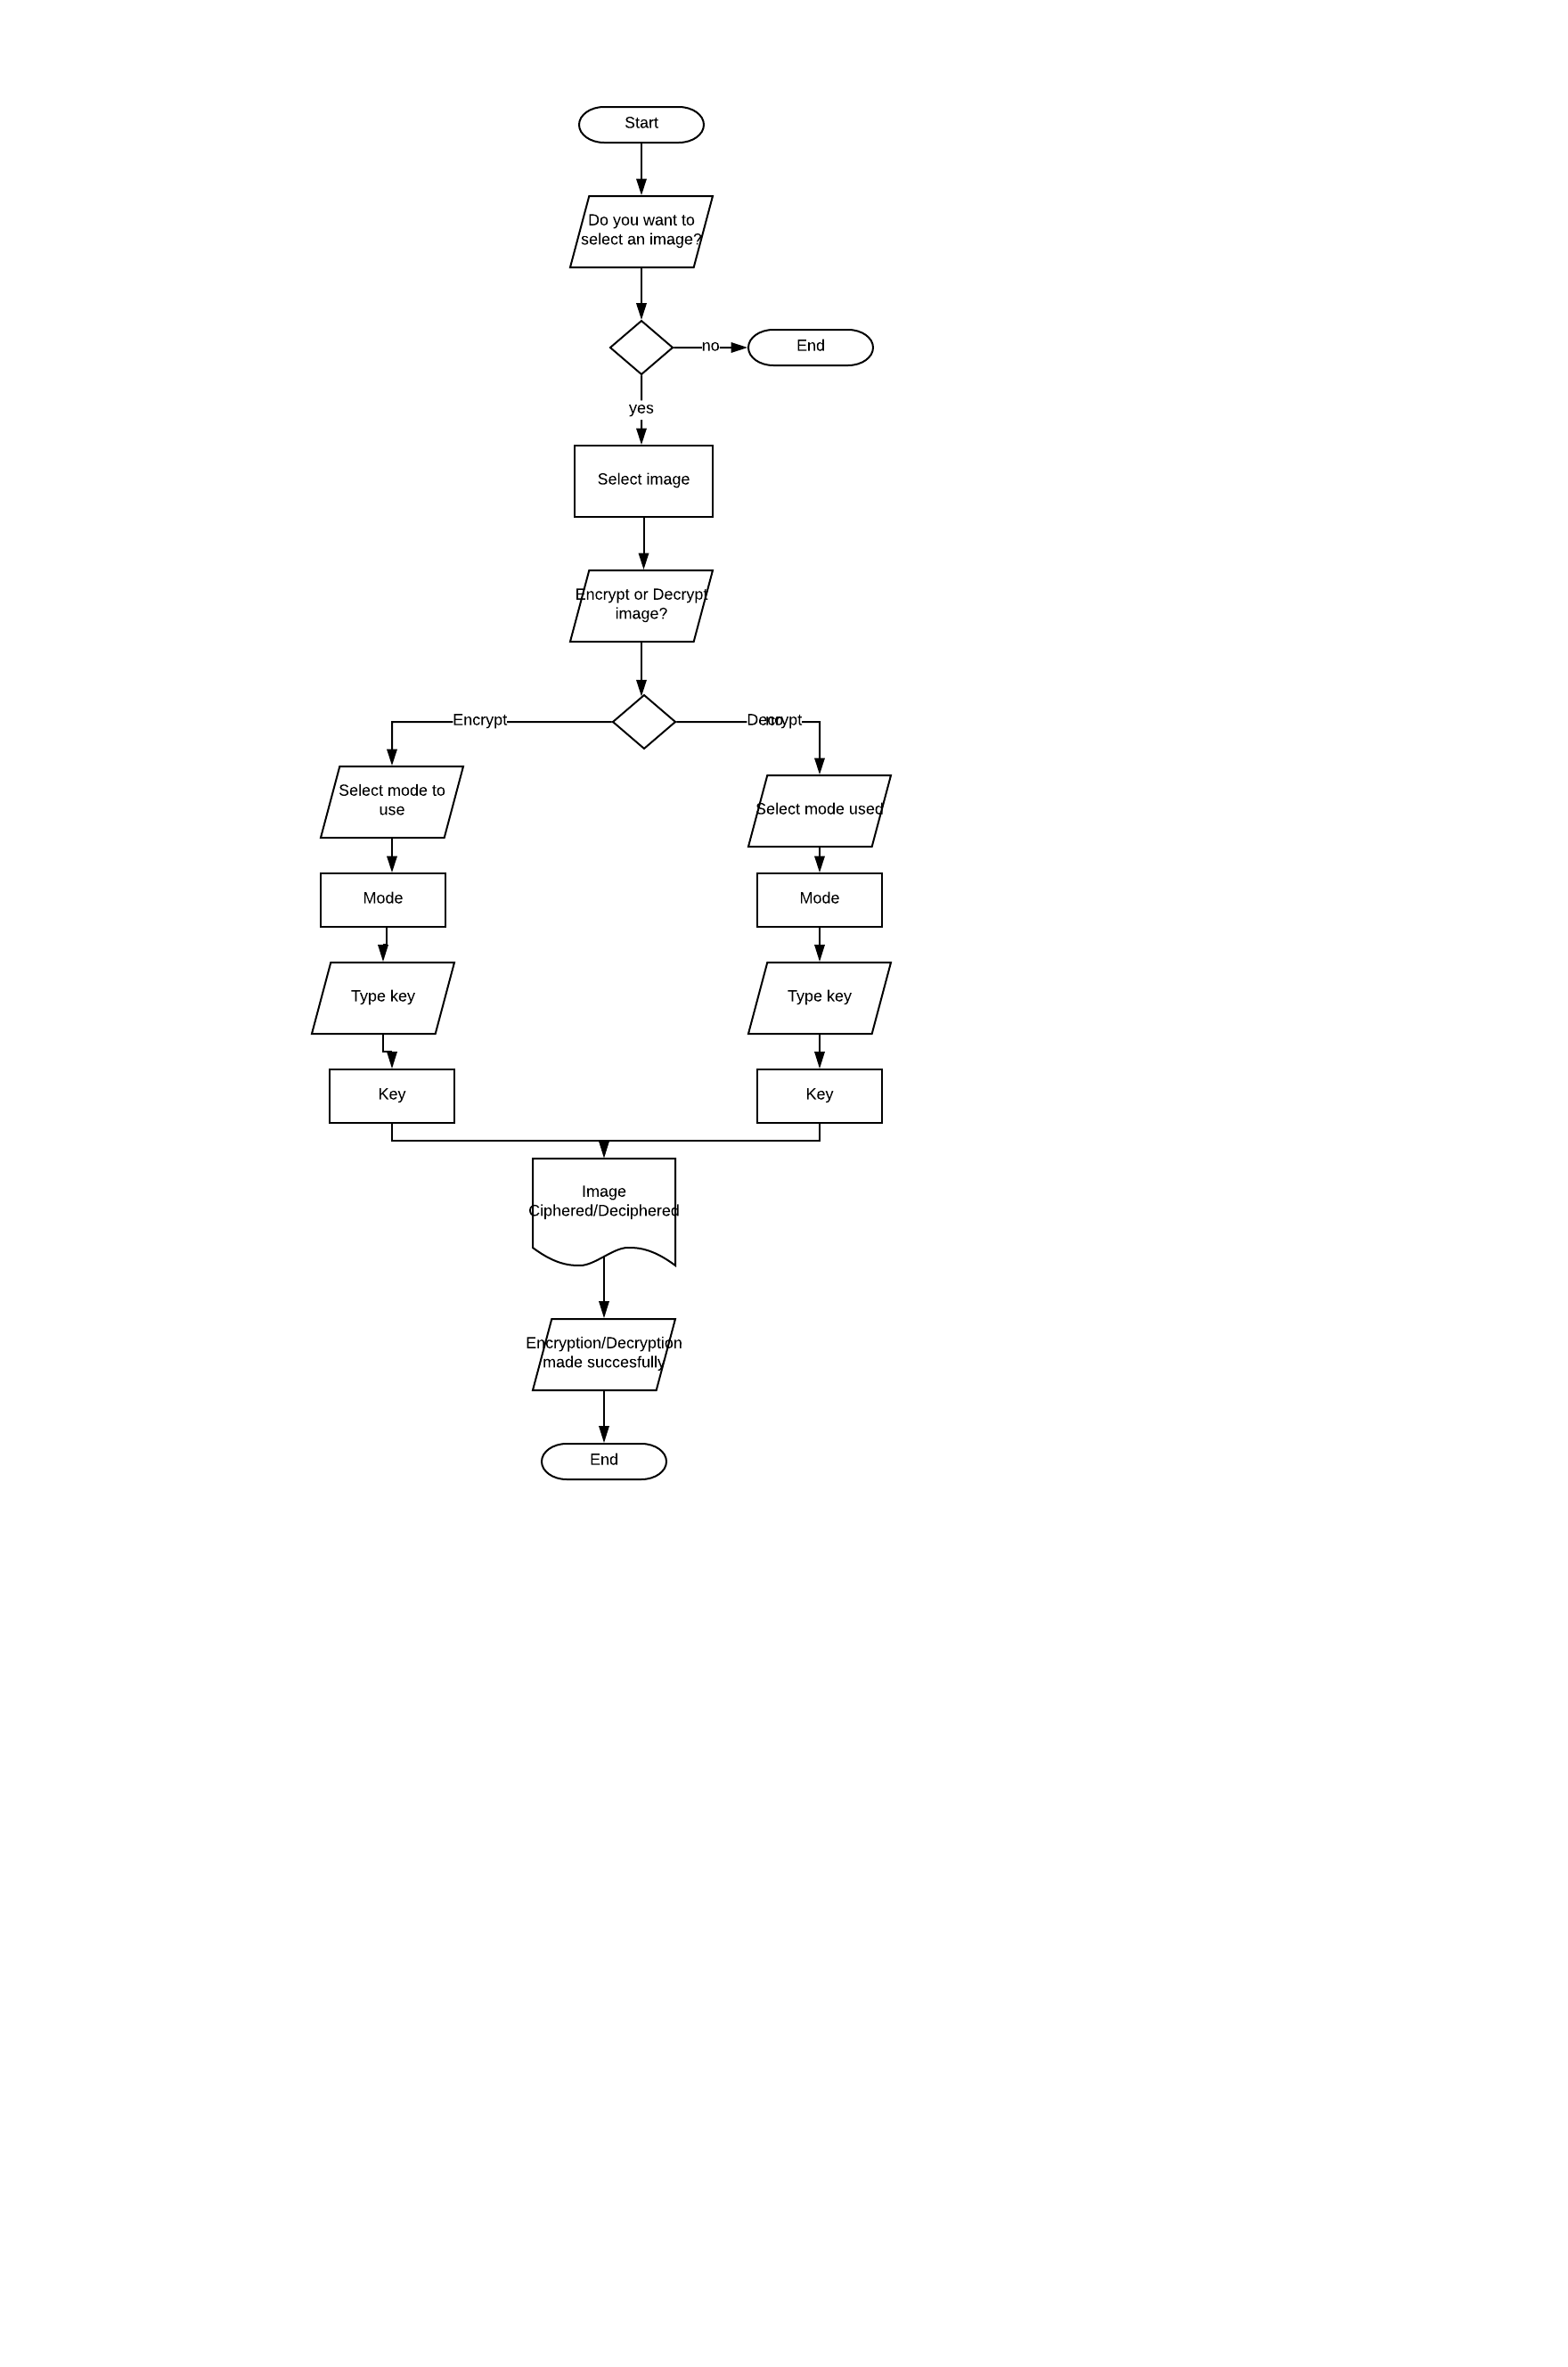 Start
Do you want to
select an image?
no
End
yes
Select image
Encrypt or Decrypt
image?
Encrypt
Decrypt
no
Select mode to
use
Select mode used
Mode
Mode
Type key
Type key
Key
Key
Image
Ciphered/Deciphered
Encryption/Decryption
made succesfully
End